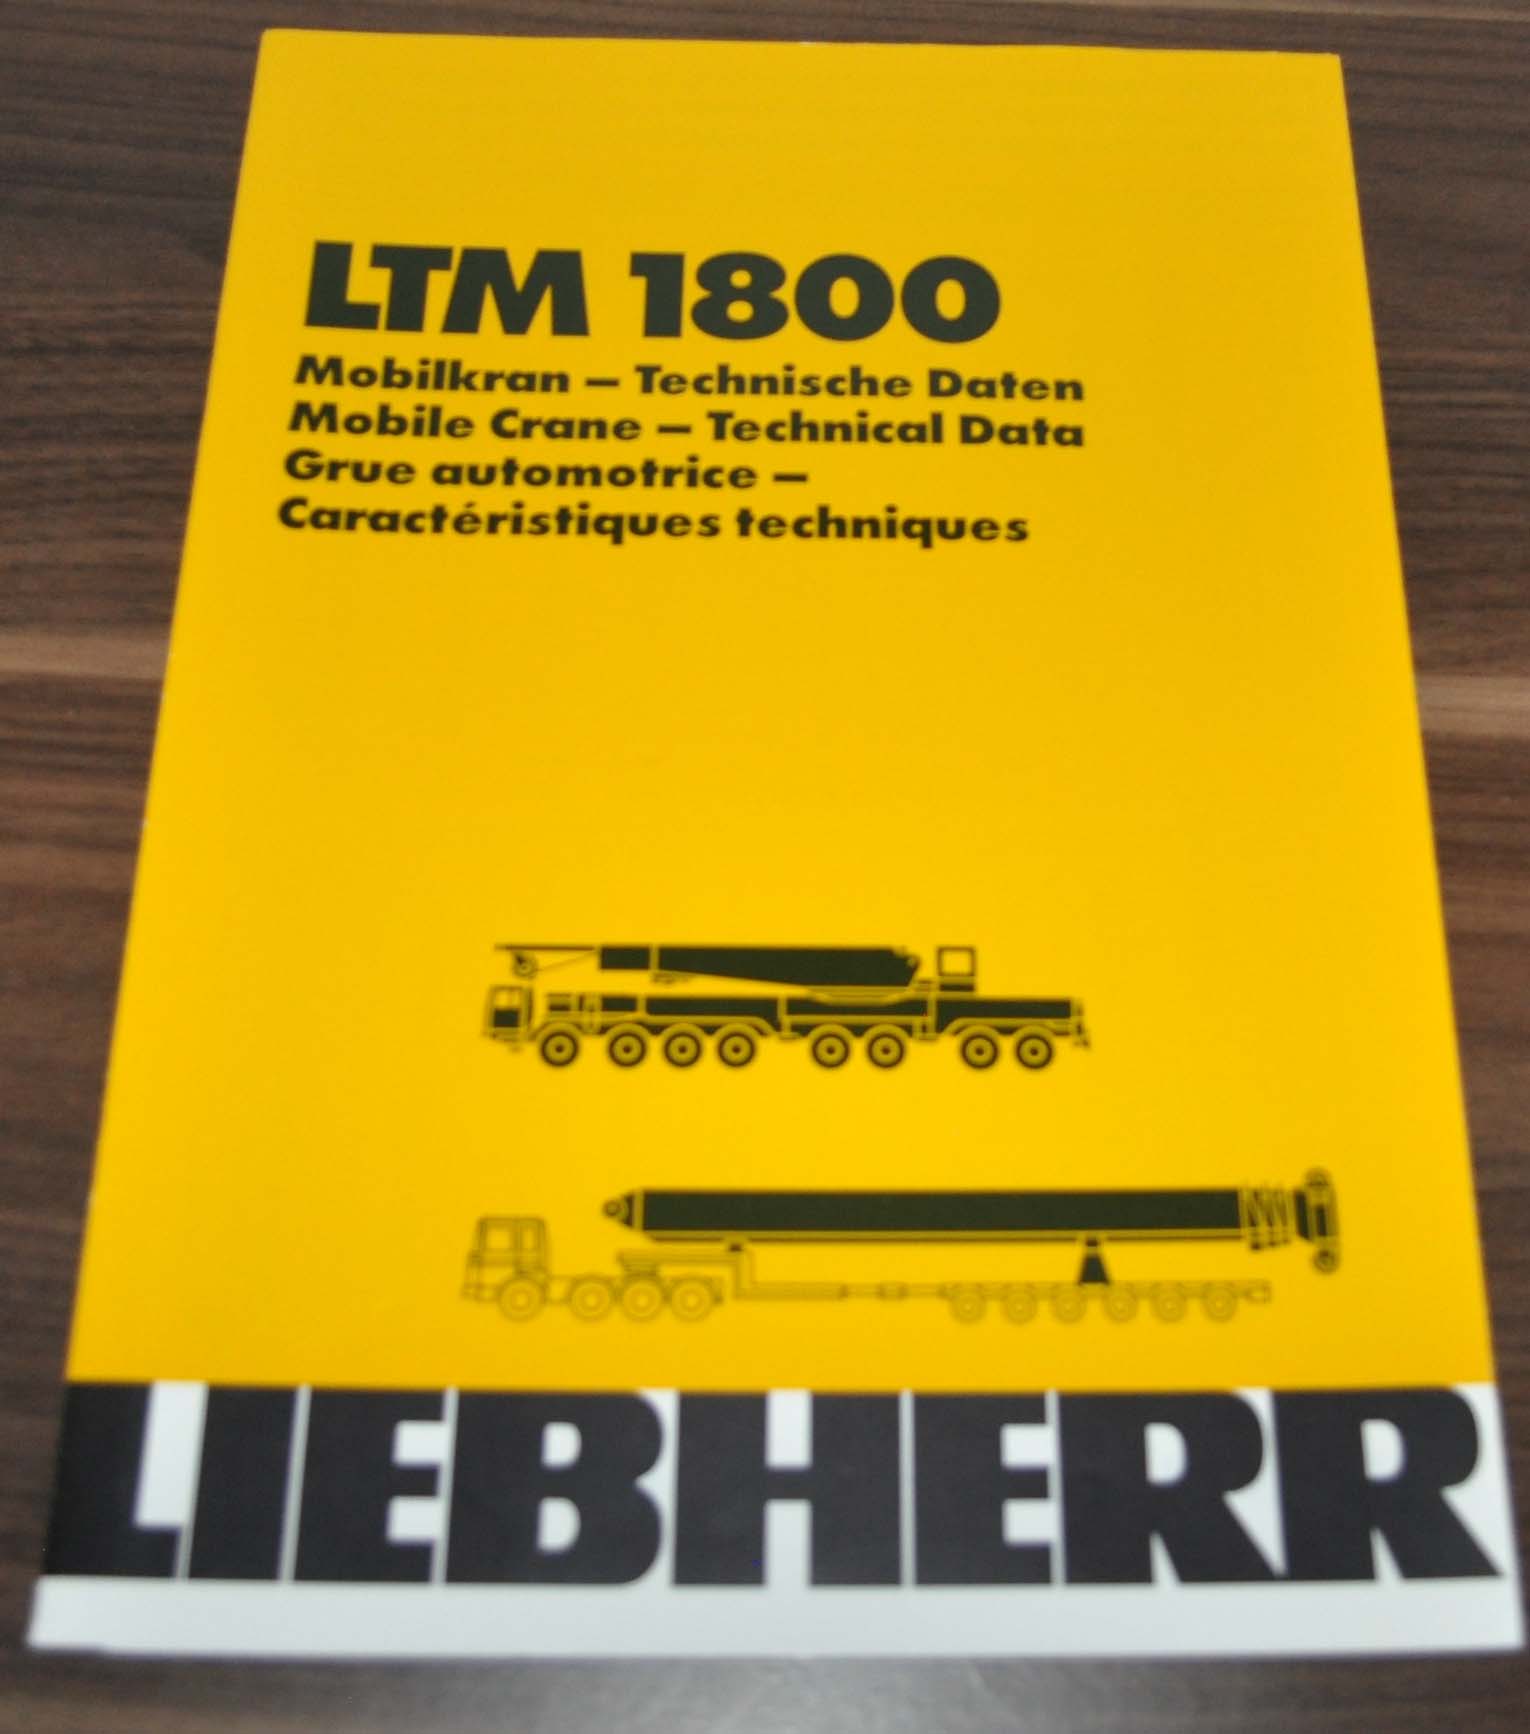 LTM 1800
Mobilkran – Technische Daten
Mobile Crane – Technical Data
Grue automotrice –
Caractéristiques techniques
LIEBHERR